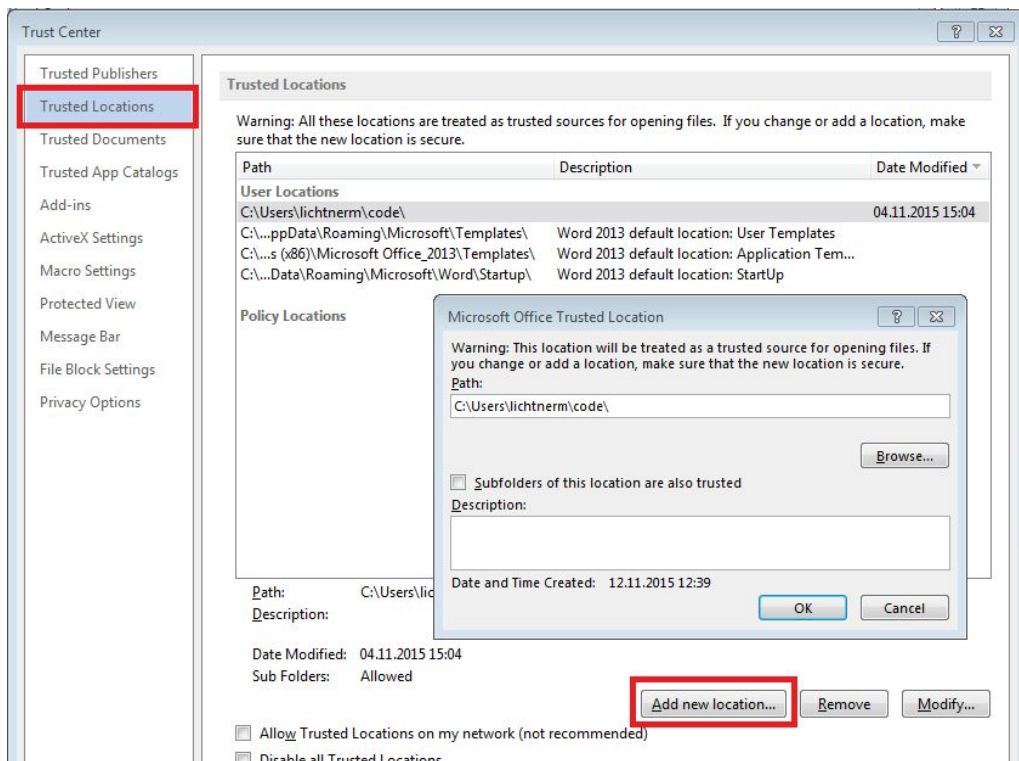 Trust Center
Trusted Publishers
Trusted Locations
Trusted Documents
Trusted App Catalogs
Add-ins
ActiveX Settings
Macro Settings
Protected View
Message Bar
File Block Settings
Privacy Options
Trusted Locations
Warning: All these locations are treated as trusted sources for opening files. If you change or add a location, make
sure that the new location is secure.
Path Description Date Modified
User Locations
C:\Users\lichtnerm\code\ 04.11.2015 15:04
C:\...ppData\Roaming\Microsoft\Templates\ Word 2013 default location: User Templates
C:\...s (x86)\Microsoft Office_2013\Templates\ Word 2013 default location: Application Tem...
C:\...Data\Roaming\Microsoft\Word\Startup\ Word 2013 default location: StartUp
Policy Locations
Microsoft Office Trusted Location
Warning: This location will be treated as a trusted source for opening files. If
you change or add a location, make sure that the new location is secure.
Path:
C:\Users\lichtnerm\code\
Browse...
Subfolders of this location are also trusted
Description:
Date and Time Created: 12.11.2015 12:39
OK Cancel
Path: C:\Users\lic
Description:
Date Modified: 04.11.2015 15:04
Sub Folders: Allowed
Add new location... Remove Modify...
Allow Trusted Locations on my network (not recommended)
Disable all Trusted Locations